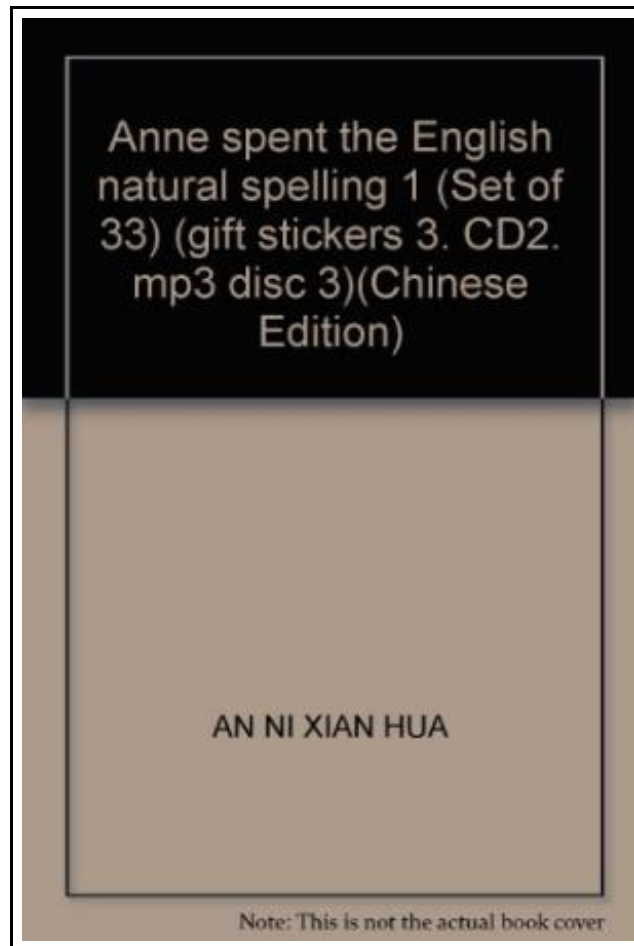 Anne spent the English
natural spelling 1 (Set of
33) (gift stickers 3. CD2.
mp3 disc 3)(Chinese
Edition)
AN NI XIAN HUA
Note: This is not the actual book cover